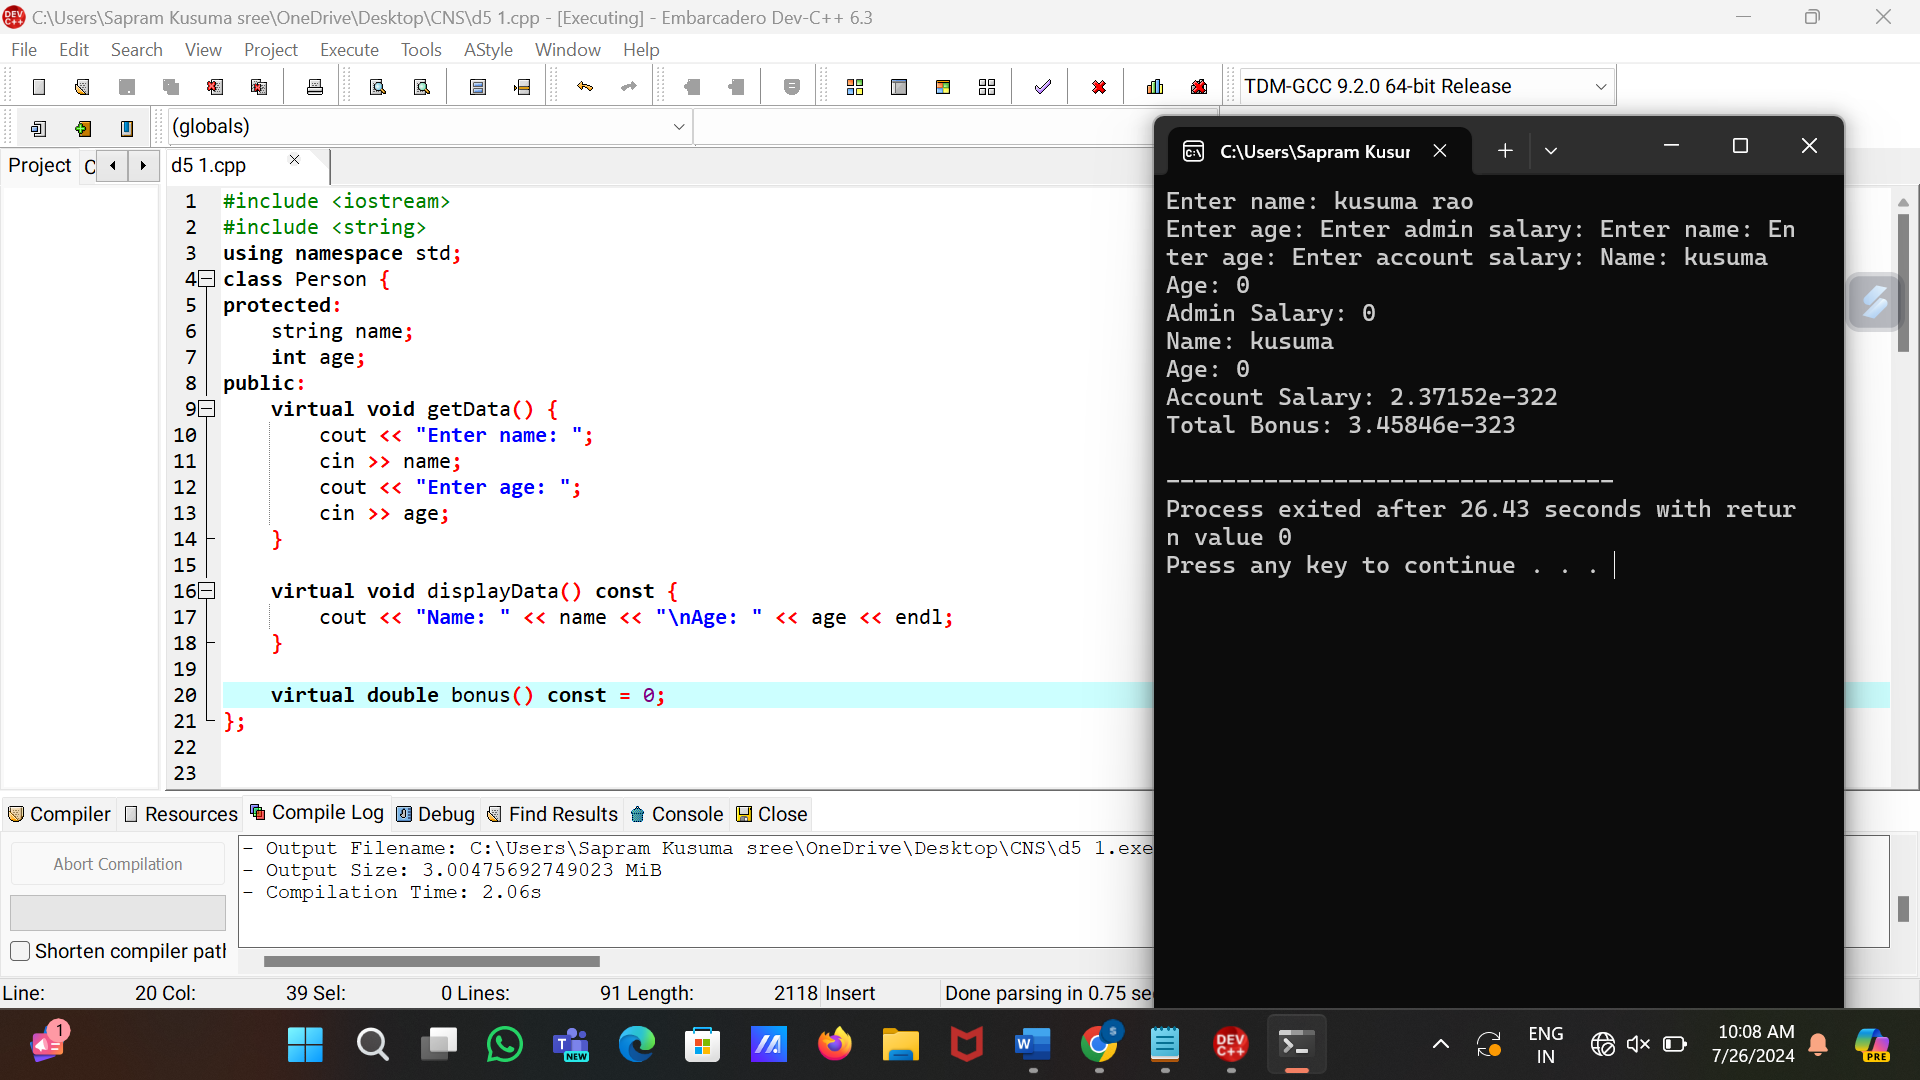 C:\Users\Sapram Kusuma sree\OneDrive\Desktop\CNS\d5 1.cpp - [Executing] - Embarcadero Dev-C++ 6.3
File Edit Search View Project Execute Tools AStyle Window Help
TDM-GCC 9.2.0 64-bit Release
(globals)
Project
d5 1.cpp
1 #include <iostream>
2 #include <string>
3 using namespace std;
4 class Person {
5 protected:
6 string name;
7 int age;
8 public:
9 virtual void getData() {
10 cout << "Enter name: ";
11 cin >> name;
12 cout << "Enter age: ";
13 cin >> age;
14 }
15
16 virtual void displayData() const {
17 cout << "Name: " << name << "\nAge: " << age << endl;
18 }
19
20 virtual double bonus() const = 0;
21 };
22
23
C:\Users\Sapram Kusur
Enter name: kusuma rao
Enter age: Enter admin salary: Enter name: En
ter age: Enter account salary: Name: kusuma
Age: 0
Admin Salary: 0
Name: kusuma
Age: 0
Account Salary: 2.37152e-322
Total Bonus: 3.45846e-323
--------------------------------
Process exited after 26.43 seconds with retur
n value 0
Press any key to continue . . .
Compiler Resources Compile Log Debug Find Results Console Close
Abort Compilation
Shorten compiler path
- Output Filename: C:\Users\Sapram Kusuma sree\OneDrive\Desktop\CNS\d5 1.exe
- Output Size: 3.00475692749023 MiB
- Compilation Time: 2.06s
Line: 20 Col: 39 Sel: 0 Lines: 91 Length: 2118 Insert Done parsing in 0.75 se
1
NEW
DEV C++
ENG
IN
10:08 AM
7/26/2024
PRE